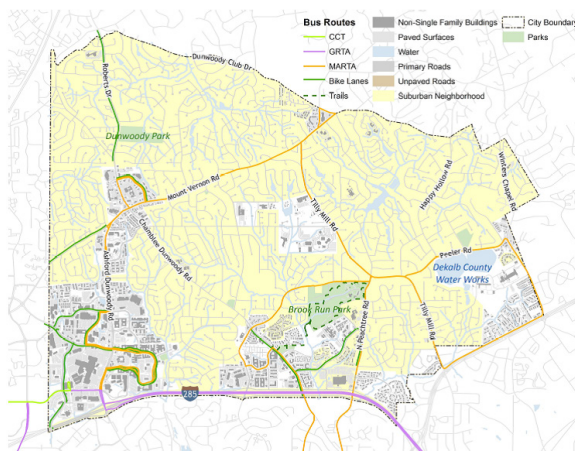 Bus Routes
CCT
GRTA
MARTA
Bike Lanes
Trails
Non-Single Family Buildings
Paved Surfaces
Water
Primary Roads
Unpaved Roads
Suburban Neighborhood
City Boundary
Parks
Roberts Dr
Dunwoody Club Dr
Dunwoody Park
Mount Vernon Rd
Chamblee Dunwoody Rd
Ashford Dunwoody Rd
Tilly Mill Rd
Happy Hollow Rd
Winters Chapel Rd
Peeler Rd
Dekalb County
Water Works
Brook Run Park
N Peachtree Rd
Tilly Mill Rd
285